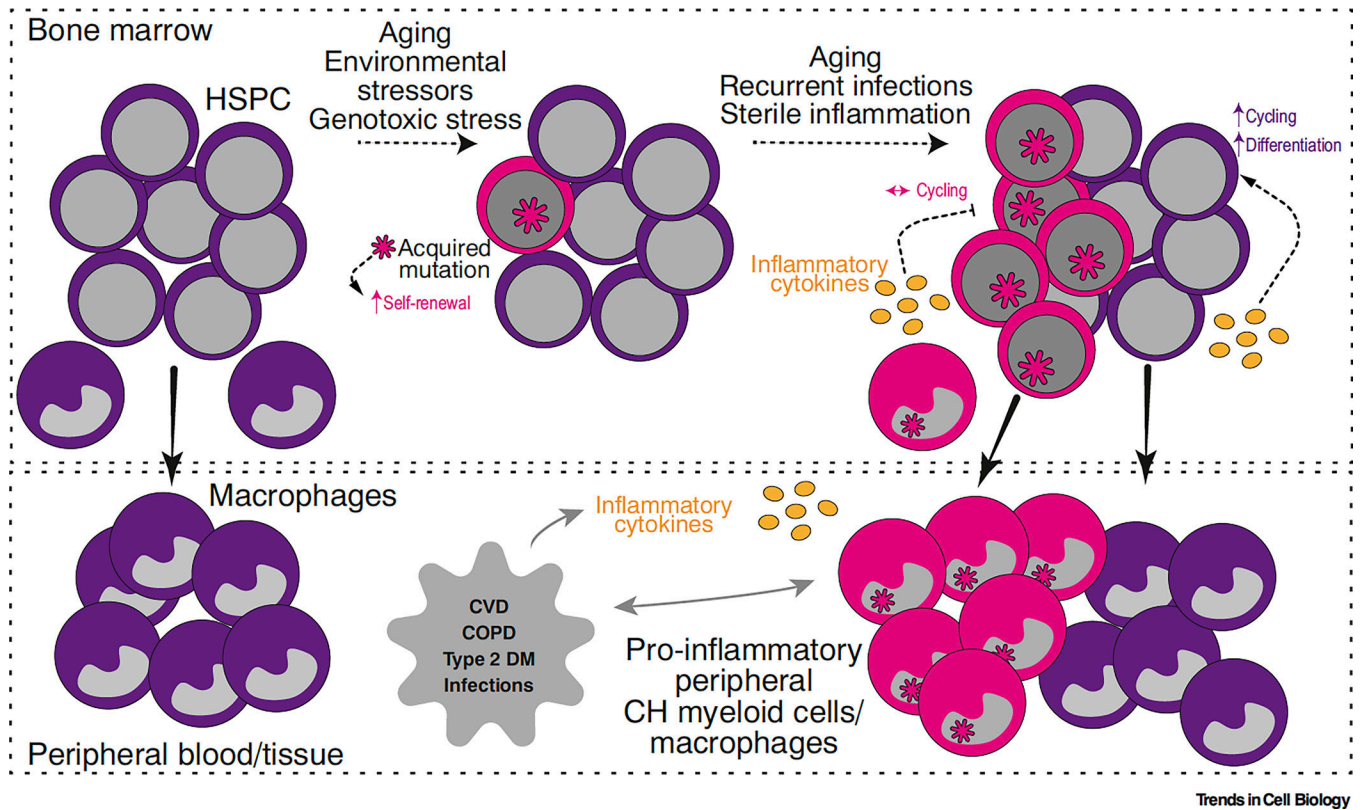 Bone marrow
HSPC
Aging
Environmental
stressors
Genotoxic stress
Acquired
mutation
↑Self-renewal
Aging
Recurrent infections
Sterile inflammation
↔ Cycling
Inflammatory
cytokines
↑Cycling
↑Differentiation
Macrophages
Peripheral blood/tissue
Inflammatory
cytokines
CVD
COPD
Type 2 DM
Infections
Pro-inflammatory
peripheral
CH myeloid cells/
macrophages
Trends in Cell Biology